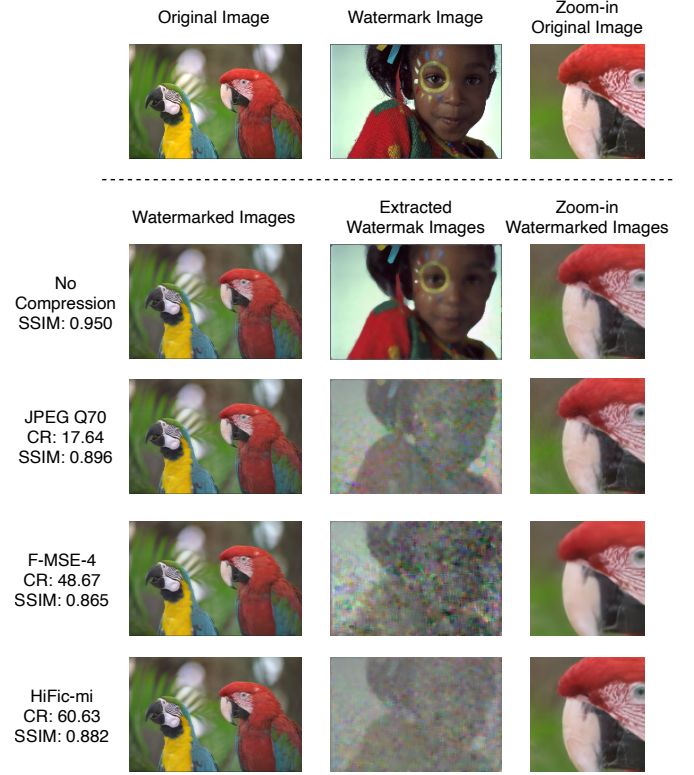 Original Image
Watermark Image
Zoom-in
Original Image
Watermarked Images
Extracted
Watermak Images
Zoom-in
Watermarked Images
No
Compression
SSIM: 0.950
JPEG Q70
CR: 17.64
SSIM: 0.896
F-MSE-4
CR: 48.67
SSIM: 0.865
HiFic-mi
CR: 60.63
SSIM: 0.882